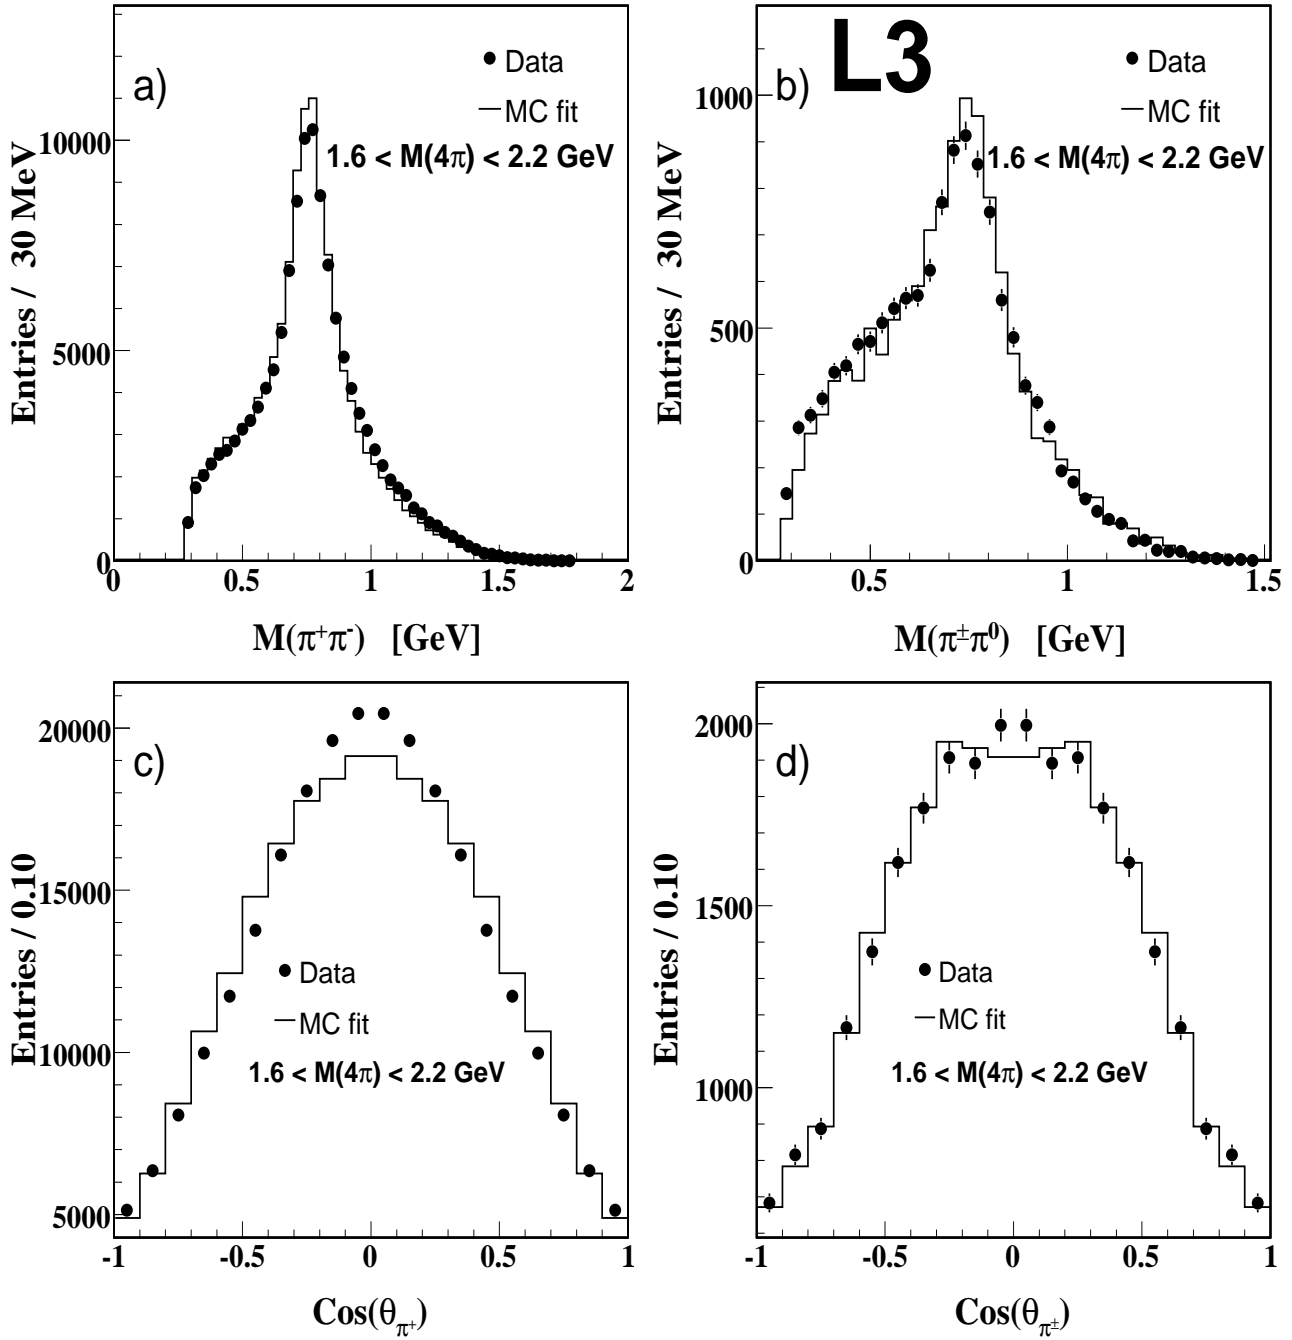 a)
Data
MC fit
1.6 < M(4π) < 2.2 GeV
Entries / 30 MeV
10000
5000
0
0
0.5
1
1.5
2
M(π⁺π⁻) [GeV]
b)
L3
Data
MC fit
1.6 < M(4π) < 2.2 GeV
Entries / 30 MeV
1000
500
0
0.5
1
1.5
M(π±π⁰) [GeV]
c)
Data
MC fit
1.6 < M(4π) < 2.2 GeV
Entries / 0.10
20000
15000
10000
5000
-1
-0.5
0
0.5
1
Cos(θπ⁺)
d)
Data
MC fit
1.6 < M(4π) < 2.2 GeV
Entries / 0.10
2000
1500
1000
-1
-0.5
0
0.5
1
Cos(θπ±)